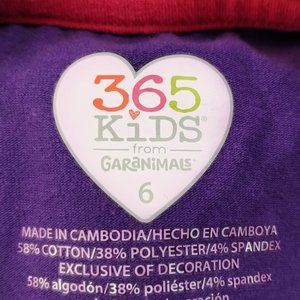 365
KiDS®
from
GARANIMALS®
6
MADE IN CAMBODIA/HECHO EN CAMBOYA
58% COTTON/38% POLYESTER/4% SPANDEX
EXCLUSIVE OF DECORATION
58% algodón/38% poliéster/4% spandex